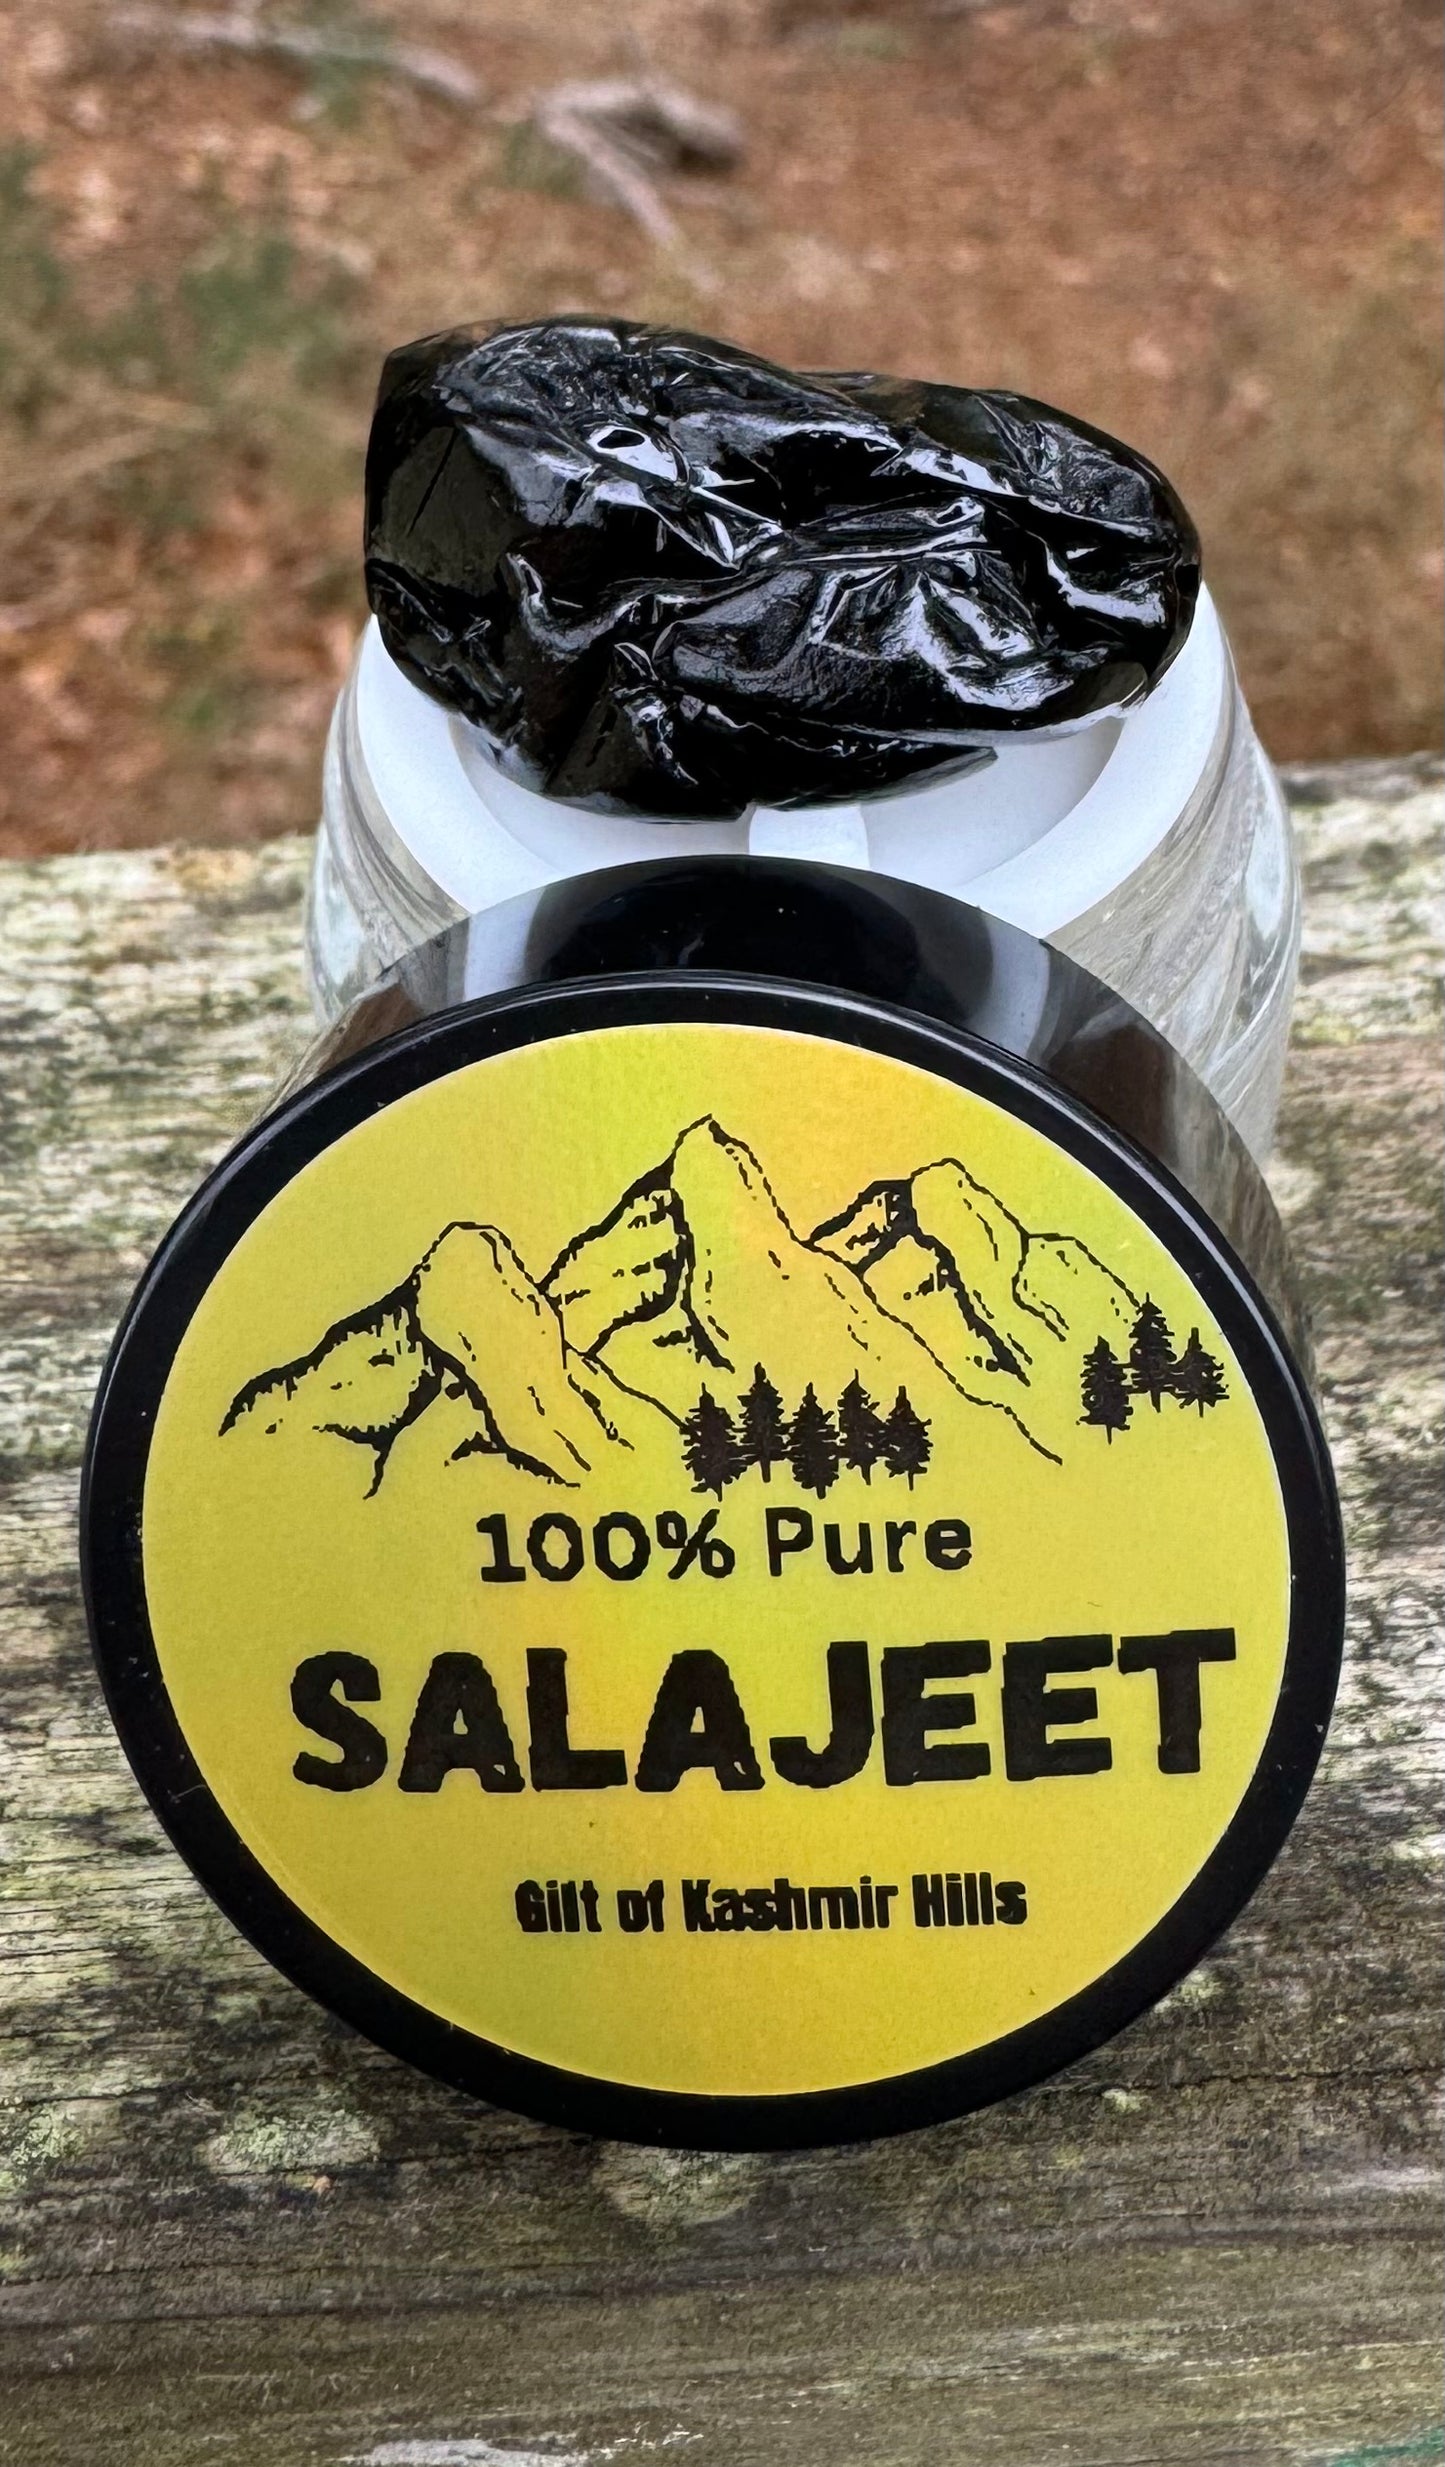 100% Pure
SALAJEET
Gift of Kashmir Hills